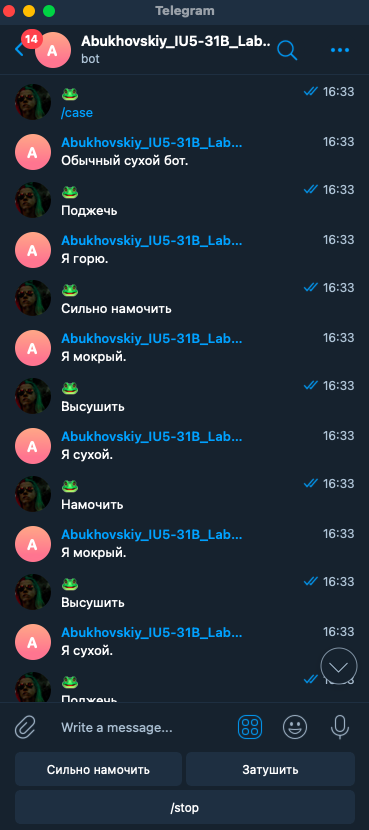 Telegram
14
A
Abukhovskiy_IU5-31B_Lab..
bot
16:33
/case
A
Abukhovskiy_IU5-31B_Lab...
16:33
Обычный сухой бот.
16:33
Поджечь
A
Abukhovskiy_IU5-31B_Lab...
16:33
Я горю.
16:33
Сильно намочить
A
Abukhovskiy_IU5-31B_Lab...
16:33
Я мокрый.
16:33
Высушить
A
Abukhovskiy_IU5-31B_Lab...
16:33
Я сухой.
16:33
Намочить
A
Abukhovskiy_IU5-31B_Lab...
16:33
Я мокрый.
16:33
Высушить
A
Abukhovskiy_IU5-31B_Lab...
16:33
Я сухой.
Поджечь
Write a message...
Сильно намочить
Затушить
/stop